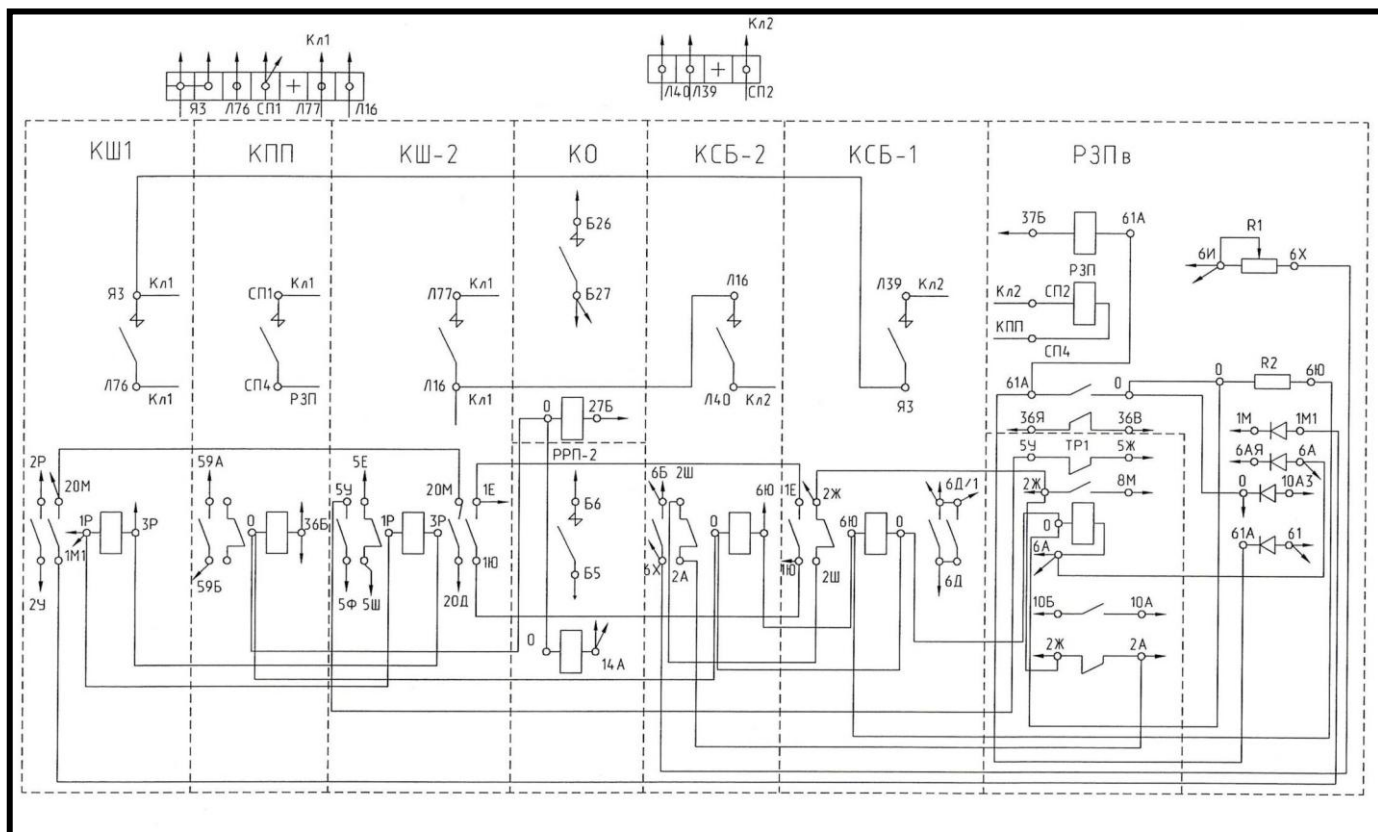 Кл1
Кл2
ЯЗ Л76 СП1 + Л77 Л16
Л40 Л39 + СП2
КШ1 КПП КШ-2 КО КСБ-2 КСБ-1 РЗПв
Б26
37Б 61А
R1
6И 6Х
РЗП
ЯЗ Кл1 СП1 Кл1 Л77 Кл1 Б27 Л16 Л39 Кл2 Кл2 СП2
КПП
СП4
Л76 Кл1 СП4 РЗП Л16 Кл1 Л40 Кл2 ЯЗ
61А 0 0 R2 6Ю
0 27Б
36Я 36В
1М 1М1
РРП-2
5У ТР1 5Ж
6АЯ 6А
2Р 20М 59А 5У 5Е 20М 1Е Б6 6Б 2Ш 1Е 2Ж 6Д/1
2Ж 8М
0 10АЗ
1Р 3Р 0 36Б 1Р 3Р 0 6Ю 6Ю 0
0
61А 61
6А
2У 1М1 59Б 5Ф 5Ш 20Д 1Ю Б5 6Х 2А 1Ю 2Ш 6Д
10Б 10А
0 14А
2Ж 2А